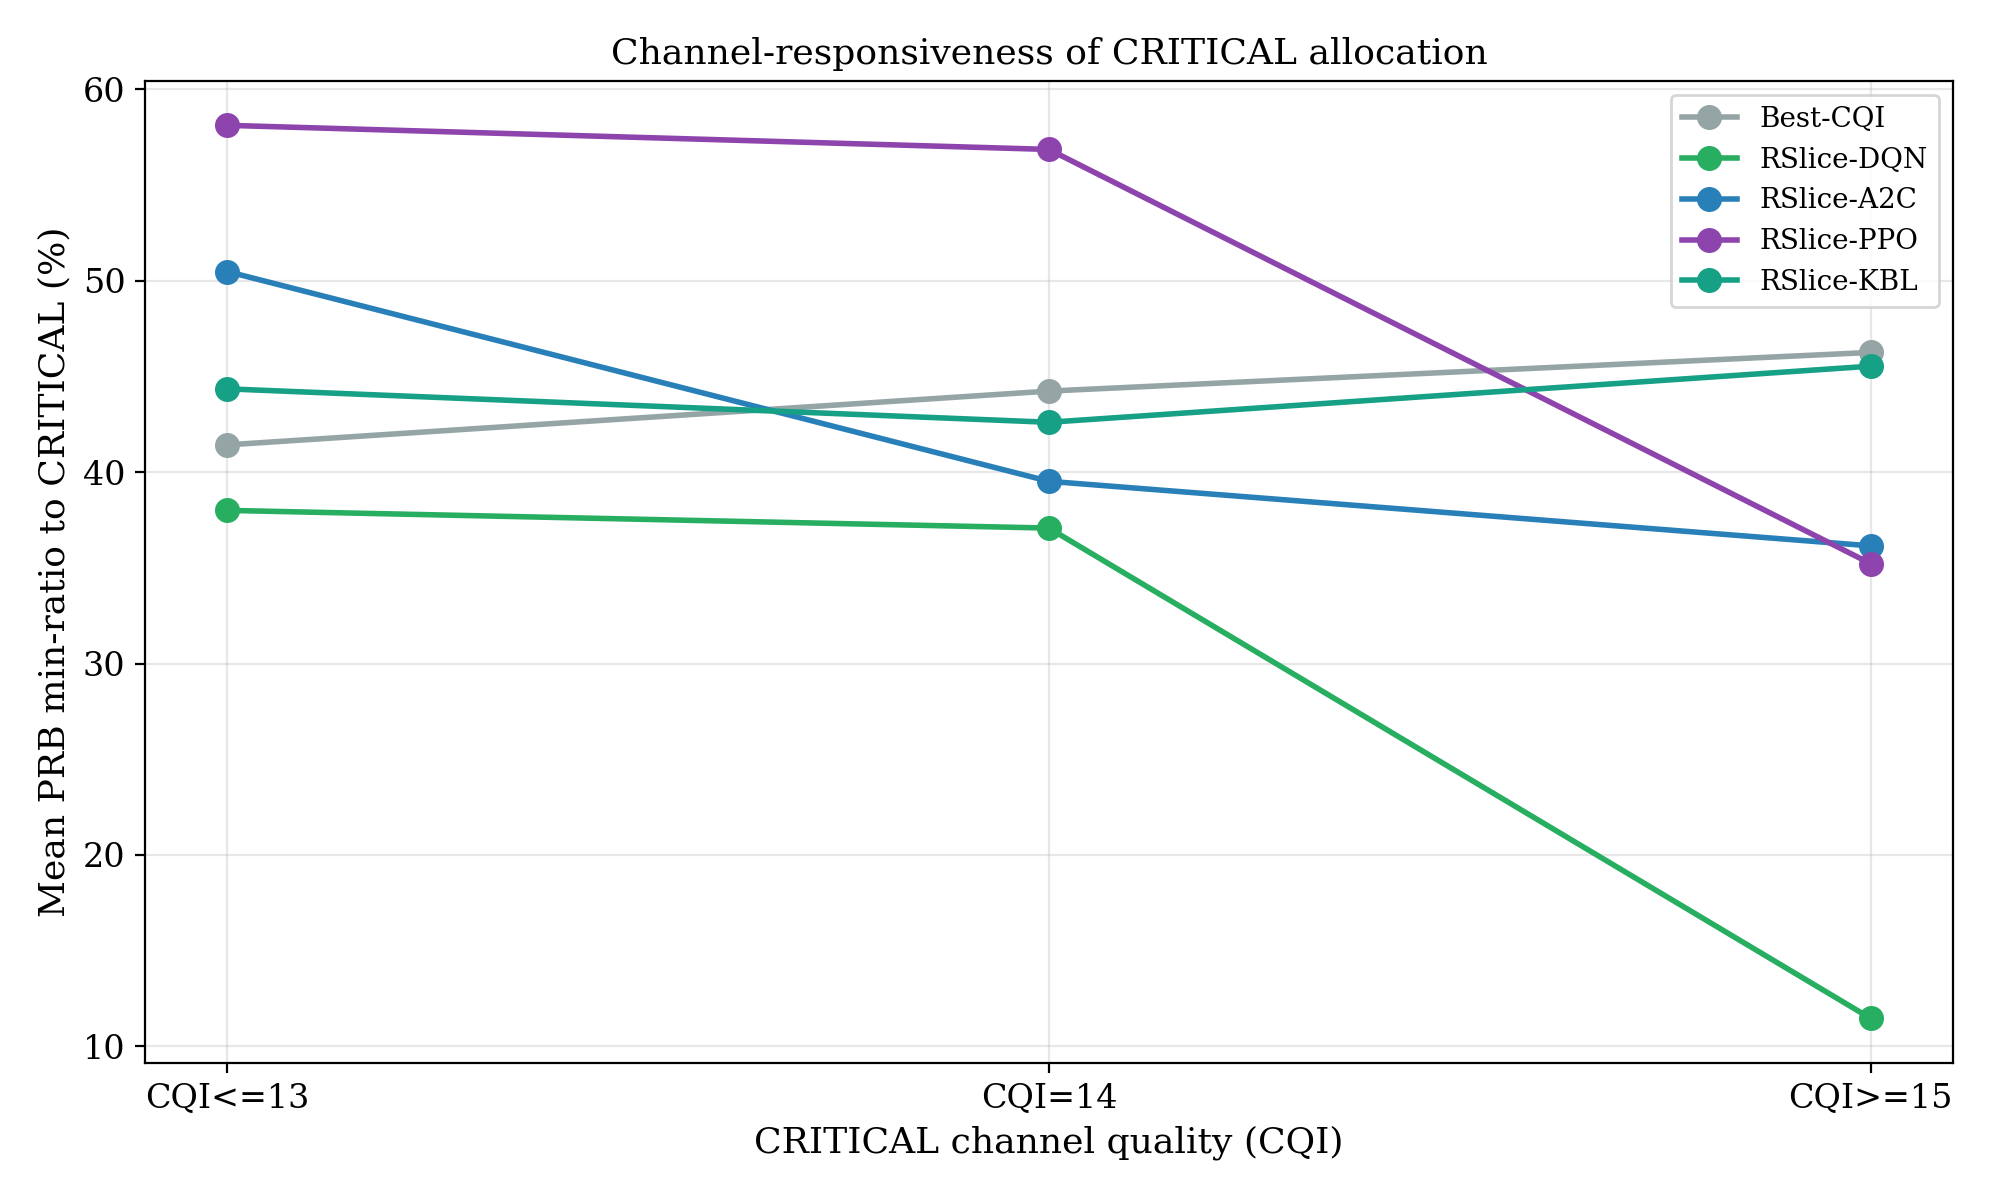 Channel-responsiveness of CRITICAL allocation
Mean PRB min-ratio to CRITICAL (%)
60
50
40
30
20
10
Best-CQI
RSlice-DQN
RSlice-A2C
RSlice-PPO
RSlice-KBL
CQI<=13
CQI=14
CQI>=15
CRITICAL channel quality (CQI)